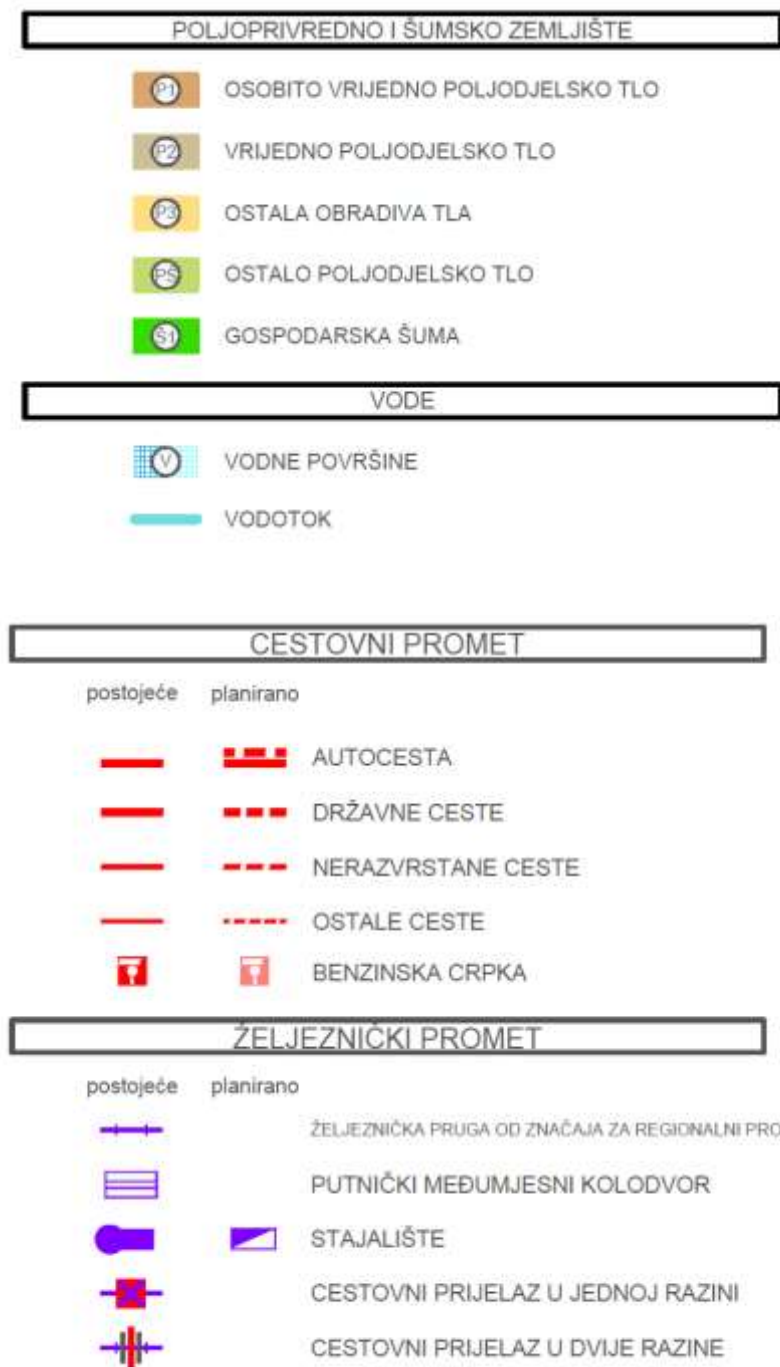 POLJOPRIVREDNO I ŠUMSKO ZEMLJIŠTE
P1 OSOBITO VRIJEDNO POLJODJELSKO TLO
P2 VRIJEDNO POLJODJELSKO TLO
P3 OSTALA OBRADIVA TLA
PŠ OSTALO POLJODJELSKO TLO
Š1 GOSPODARSKA ŠUMA
VODE
V VODNE POVRŠINE
VODOTOK
CESTOVNI PROMET
postojeće planirano
AUTOCESTA
DRŽAVNE CESTE
NERAZVRSTANE CESTE
OSTALE CESTE
BENZINSKA CRPKA
ŽELJEZNIČKI PROMET
postojeće planirano
ŽELJEZNIČKA PRUGA OD ZNAČAJA ZA REGIONALNI PRO
PUTNIČKI MEĐUMJESNI KOLODVOR
STAJALIŠTE
CESTOVNI PRIJELAZ U JEDNOJ RAZINI
CESTOVNI PRIJELAZ U DVIJE RAZINE